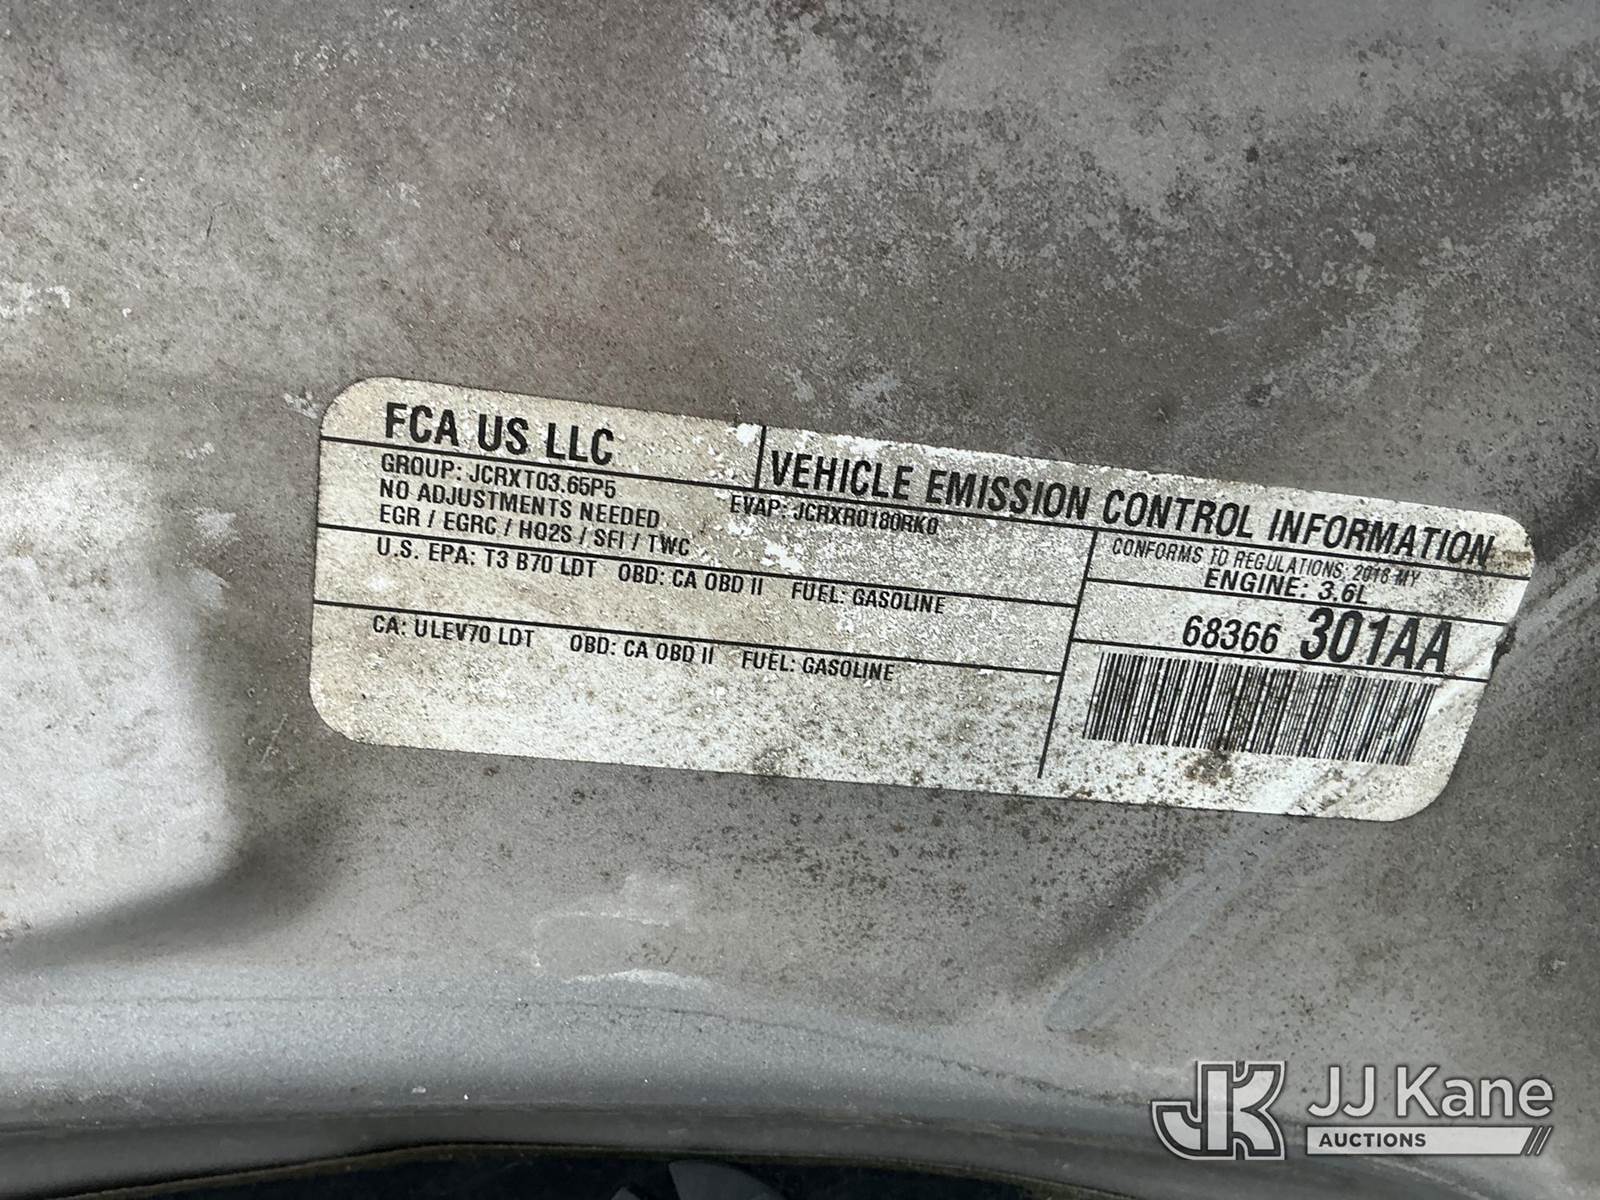 FCA US LLC
VEHICLE EMISSION CONTROL INFORMATION
GROUP: JCRXT03.65P5
EVAP: JCRXR0180RK0
NO ADJUSTMENTS NEEDED
EGR / EGRC / HO2S / SFI / TWC
CONFORMS TO REGULATIONS: 2018 MY
ENGINE: 3.6L
U.S. EPA: T3 B70 LDT OBD: CA OBD II FUEL: GASOLINE
68366 301AA
CA: ULEV70 LDT OBD: CA OBD II FUEL: GASOLINE
JK JJ Kane
AUCTIONS